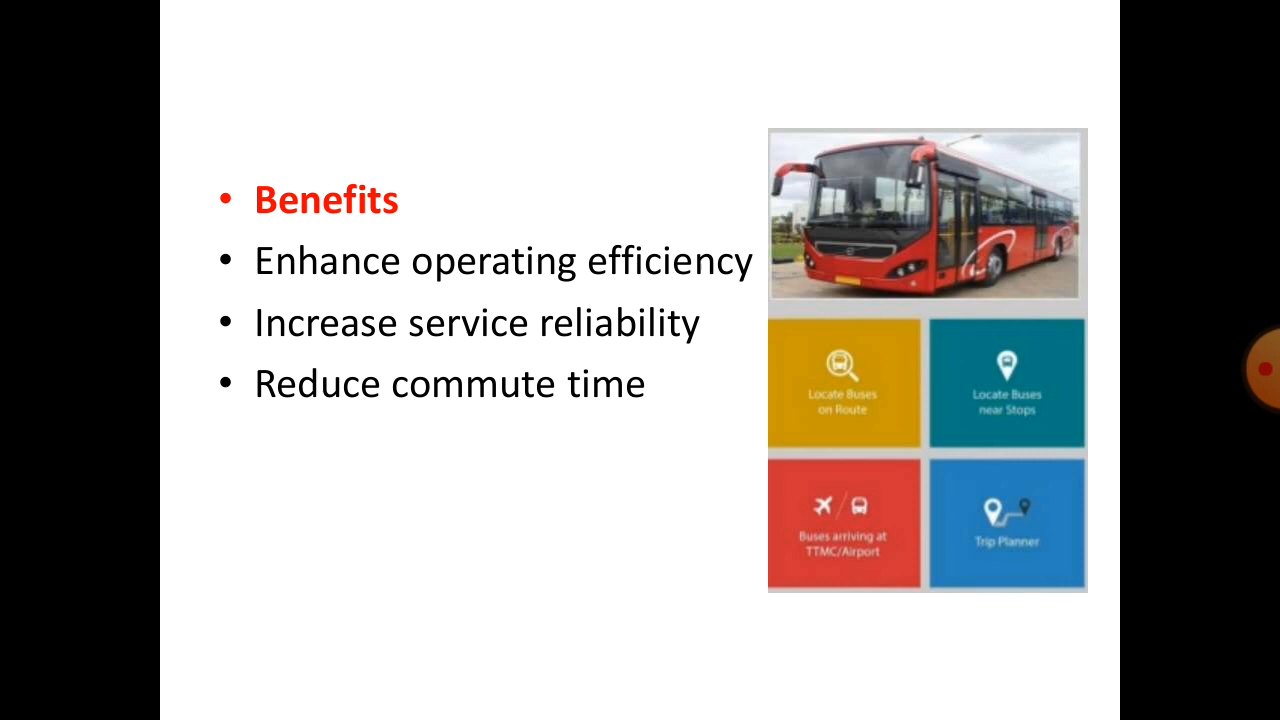 Benefits
Enhance operating efficiency
Increase service reliability
Reduce commute time
Locate Buses
on Route
Locate Buses
near Stops
Buses arriving at
TTMC/Airport
Trip Planner